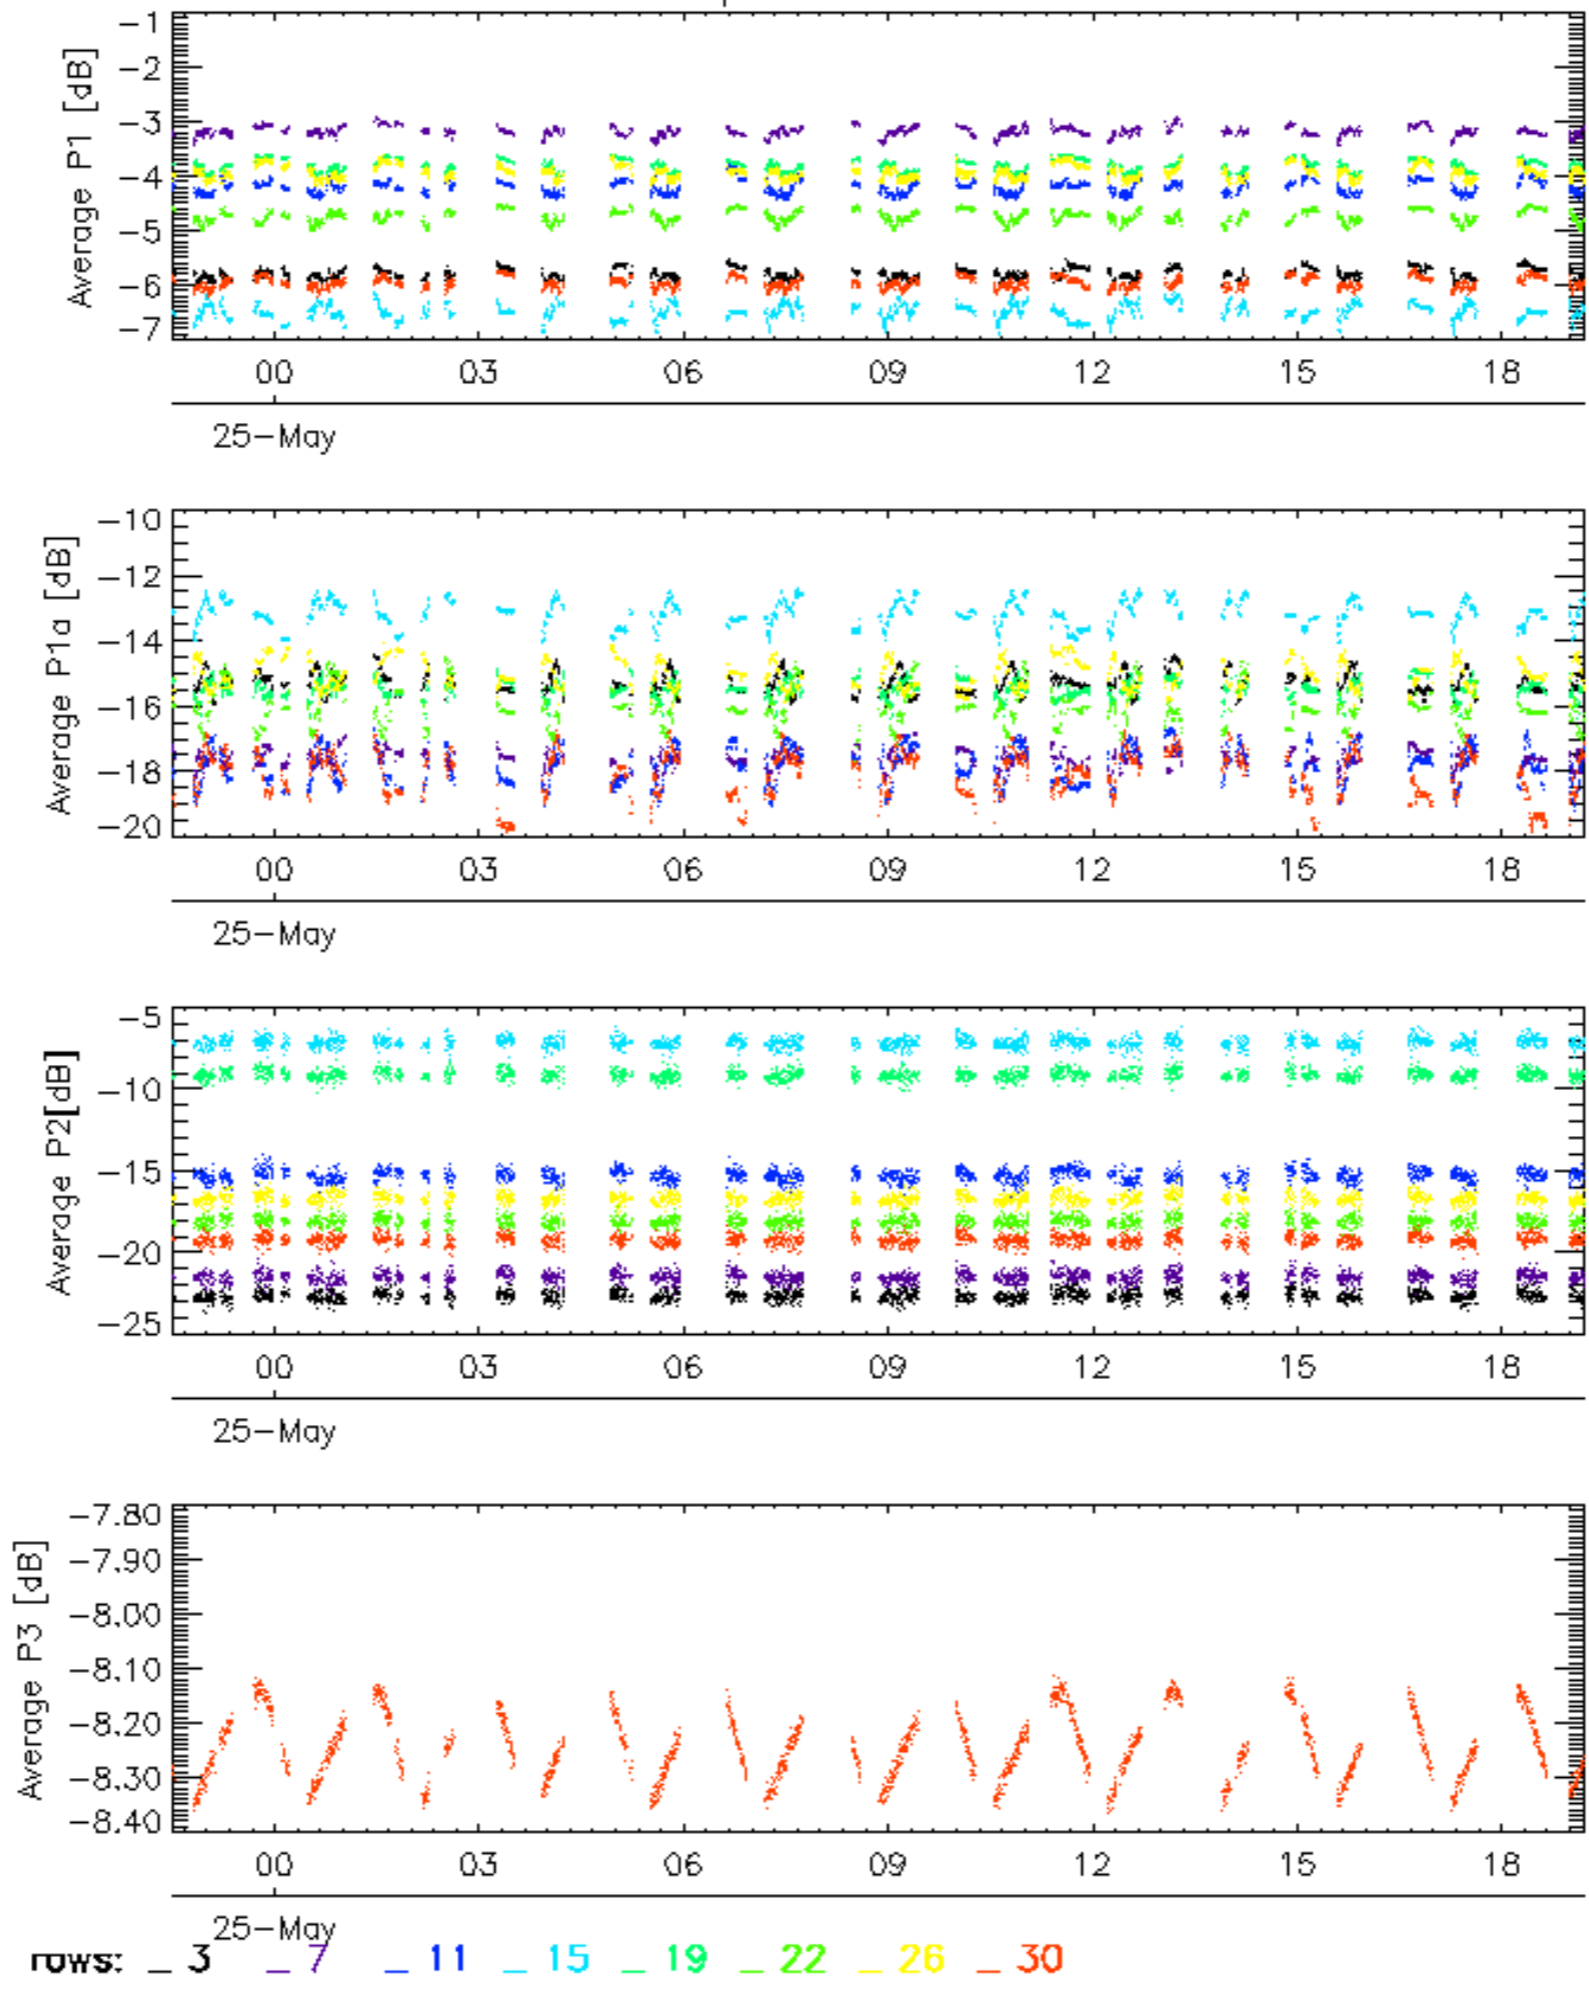 Average P1 [dB]
-1
-2
-3
-4
-5
-6
-7
00 03 06 09 12 15 18
25-May
Average P1a [dB]
-10
-12
-14
-16
-18
-20
00 03 06 09 12 15 18
25-May
Average P2[dB]
-5
-10
-15
-20
-25
00 03 06 09 12 15 18
25-May
Average P3 [dB]
-7.80
-7.90
-8.00
-8.10
-8.20
-8.30
-8.40
00 03 06 09 12 15 18
25-May
rows: _ 3 _ 7 _ 11 _ 15 _ 19 _ 22 _ 26 _ 30